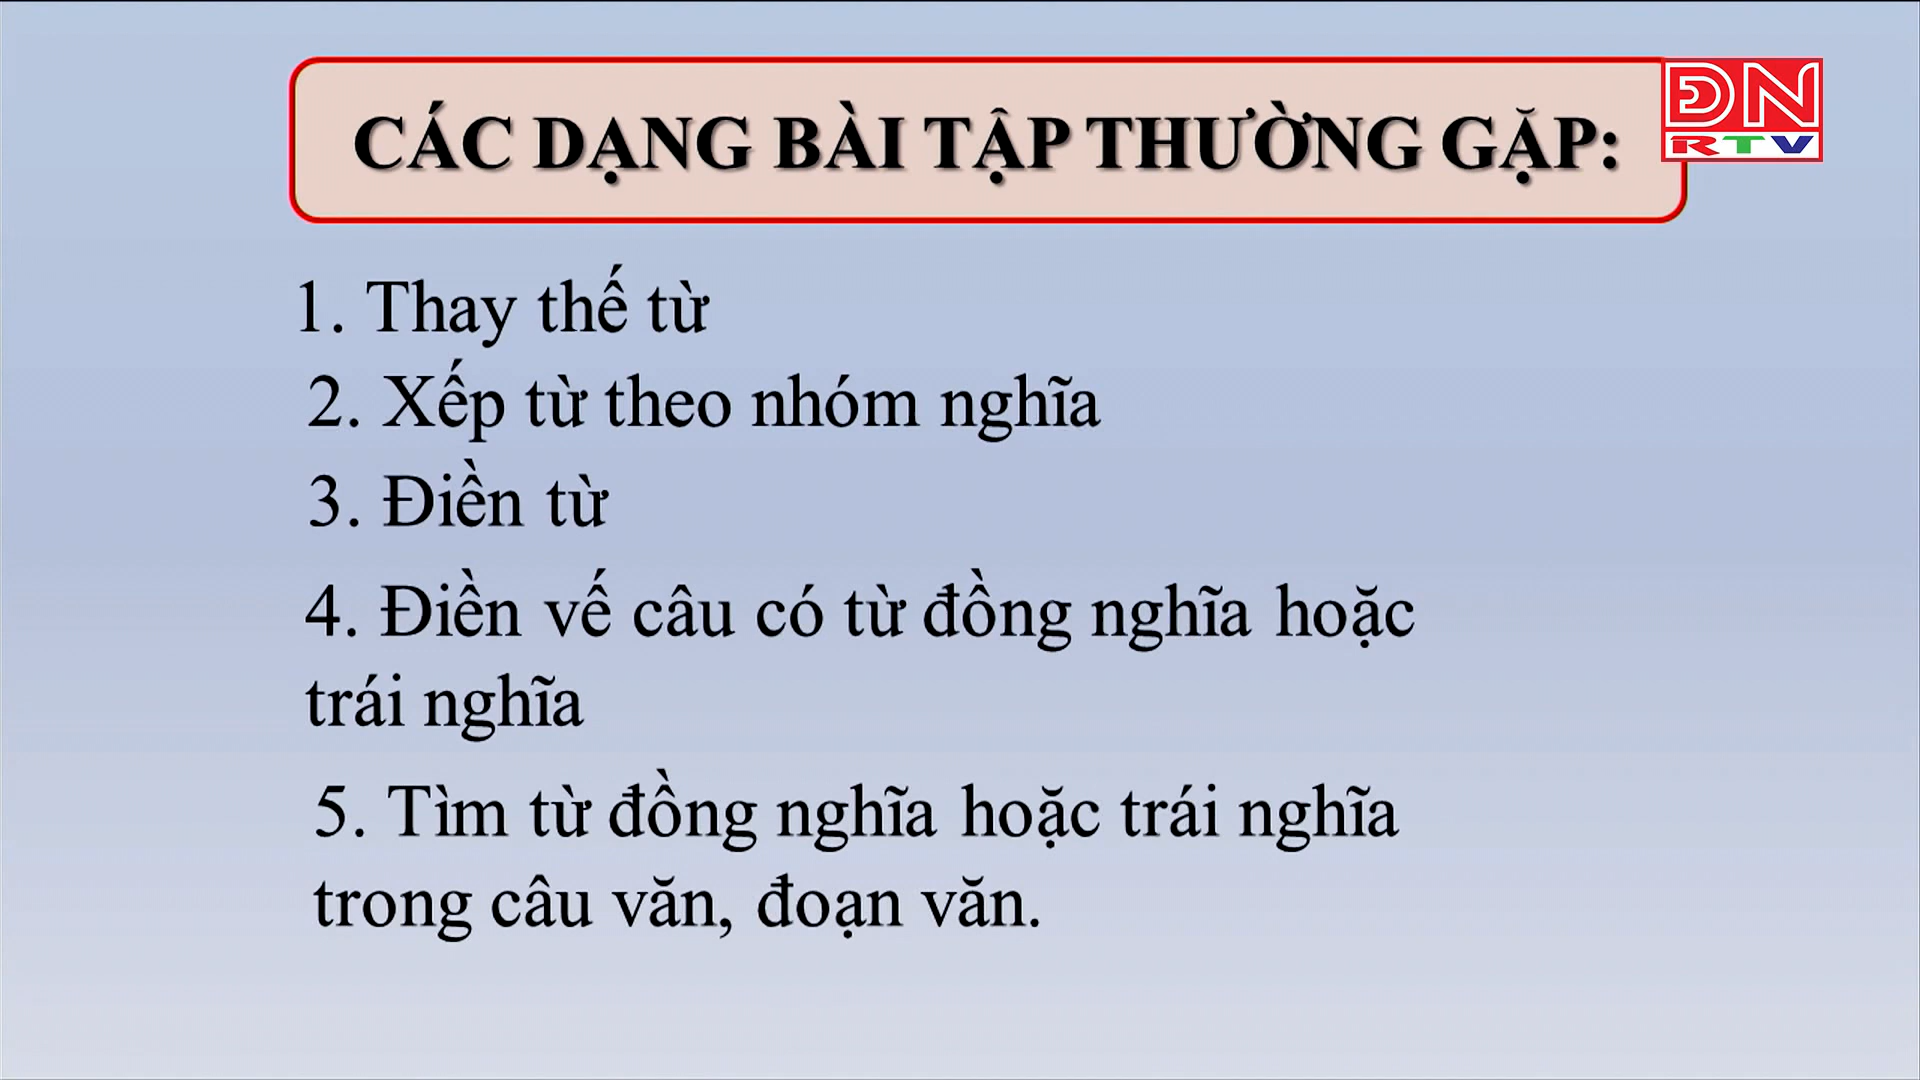 CÁC DẠNG BÀI TẬP THƯỜNG GẶP:
ĐN
RTV
1. Thay thế từ
2. Xếp từ theo nhóm nghĩa
3. Điền từ
4. Điền vế câu có từ đồng nghĩa hoặc
trái nghĩa
5. Tìm từ đồng nghĩa hoặc trái nghĩa
trong câu văn, đoạn văn.